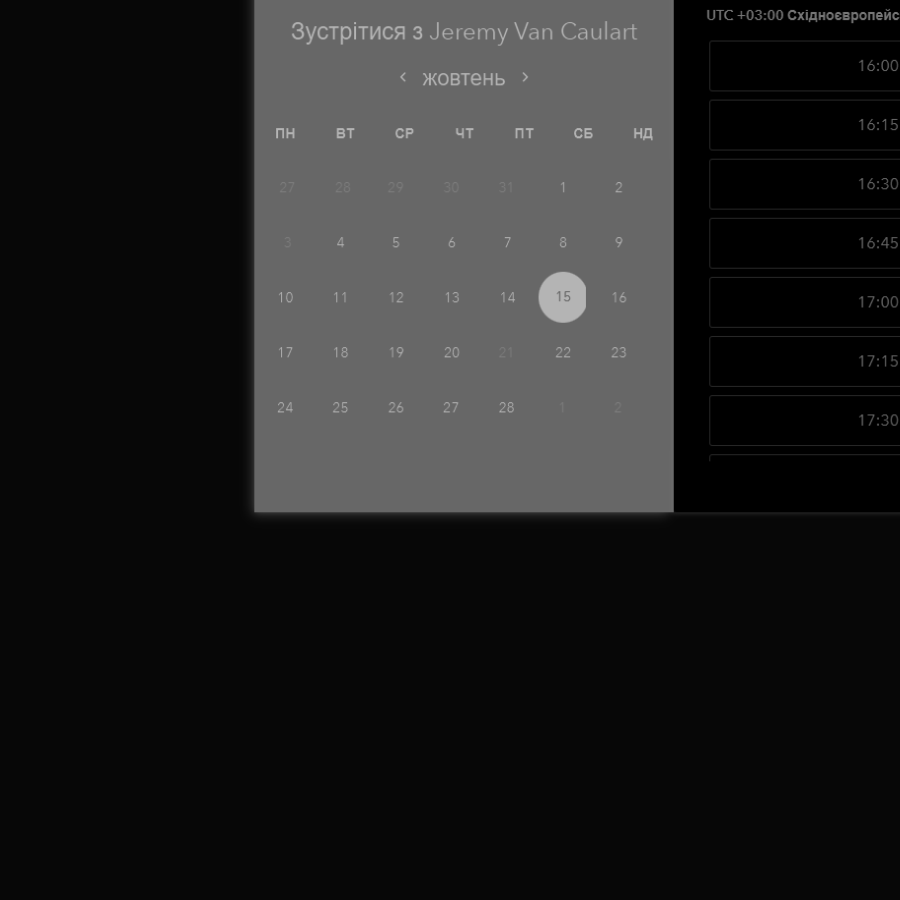 Зустрітися з Jeremy Van Caulart
‹ жовтень ›
ПН ВТ СР ЧТ ПТ СБ НД
27 28 29 30 31 1 2
3 4 5 6 7 8 9
10 11 12 13 14 15 16
17 18 19 20 21 22 23
24 25 26 27 28 1 2
UTC +03:00 Східноєвропейс
16:00
16:15
16:30
16:45
17:00
17:15
17:30